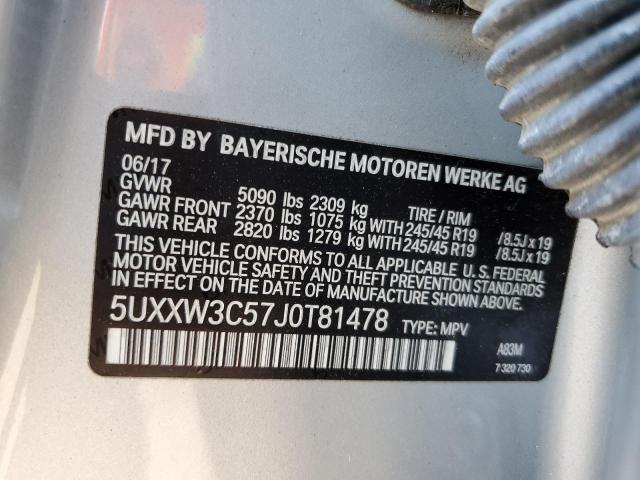 MFD BY BAYERISCHE MOTOREN WERKE AG
06/17
GVWR 5090 lbs 2309 kg TIRE / RIM
GAWR FRONT 2370 lbs 1075 kg WITH 245/45 R19 /8.5J x 19
GAWR REAR 2820 lbs 1279 kg WITH 245/45 R19 /8.5J x 19
THIS VEHICLE CONFORMS TO ALL APPLICABLE U.S. FEDERAL
MOTOR VEHICLE SAFETY AND THEFT PREVENTION STANDARDS
IN EFFECT ON THE DATE OF MANUFACTURE SHOWN ABOVE.
5UXXW3C57J0T81478 TYPE: MPV
A83M
7 320 730